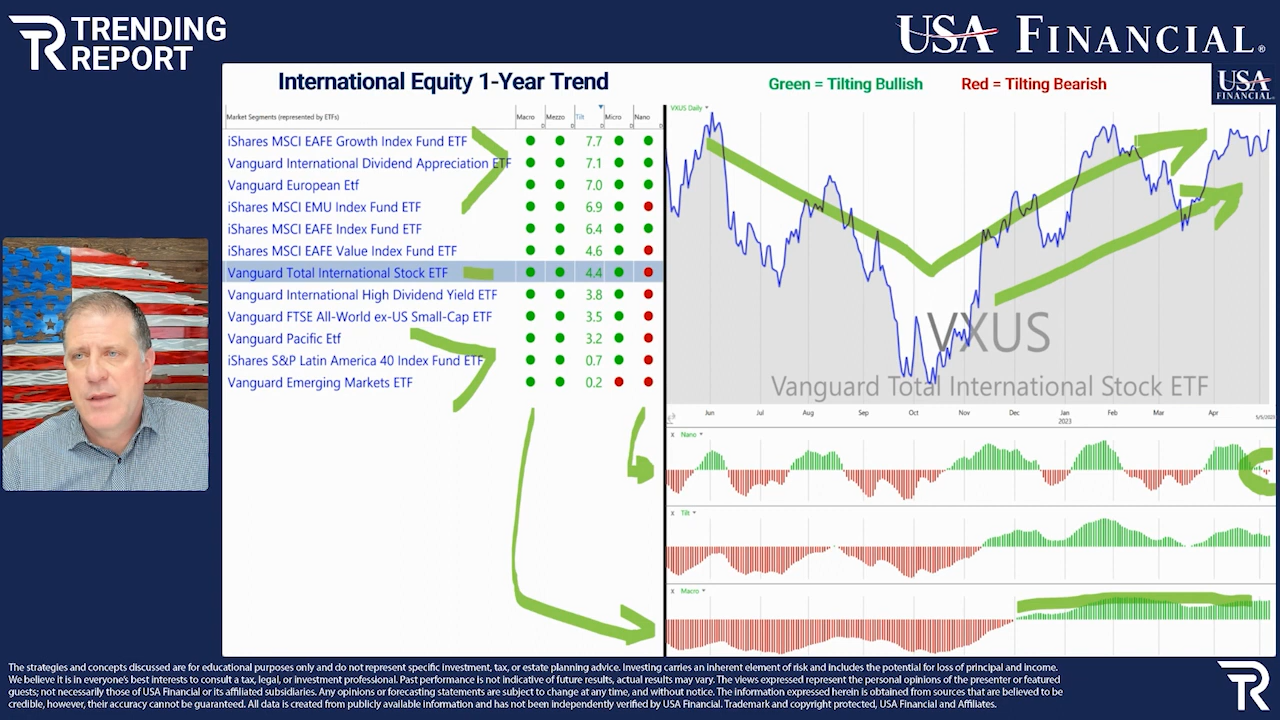 TRENDING
REPORT
USA FINANCIAL®
International Equity 1-Year Trend
Green = Tilting Bullish Red = Tilting Bearish
USA
FINANCIAL
Market Segments (represented by ETFs) Macro Mezzo Tilt Micro Nano
D D D D D
iShares MSCI EAFE Growth Index Fund ETF 7.7
Vanguard International Dividend Appreciation ETF 7.1
Vanguard European Etf 7.0
iShares MSCI EMU Index Fund ETF 6.9
iShares MSCI EAFE Index Fund ETF 6.4
iShares MSCI EAFE Value Index Fund ETF 4.6
Vanguard Total International Stock ETF 4.4
Vanguard International High Dividend Yield ETF 3.8
Vanguard FTSE All-World ex-US Small-Cap ETF 3.5
Vanguard Pacific Etf 3.2
iShares S&P Latin America 40 Index Fund ETF 0.7
Vanguard Emerging Markets ETF 0.2
VXUS Daily
VXUS
Vanguard Total International Stock ETF
Jun Jul Aug Sep Oct Nov Dec Jan Feb Mar Apr 5/5/2023
2023
X Nano
X Tilt
X Macro
The strategies and concepts discussed are for educational purposes only and do not represent specific investment, tax, or estate planning advice. Investing carries an inherent element of risk and includes the potential for loss of principal and income.
We believe it is in everyone's best interests to consult a tax, legal, or investment professional. Past performance is not indicative of future results, actual results may vary. The views expressed represent the personal opinions of the presenter or featured
guests; not necessarily those of USA Financial or its affiliated subsidiaries. Any opinions or forecasting statements are subject to change at any time, and without notice. The information expressed herein is obtained from sources that are believed to be
credible, however, their accuracy cannot be guaranteed. All data is created from publicly available information and has not been independently verified by USA Financial. Trademark and copyright protected, USA Financial and Affiliates.